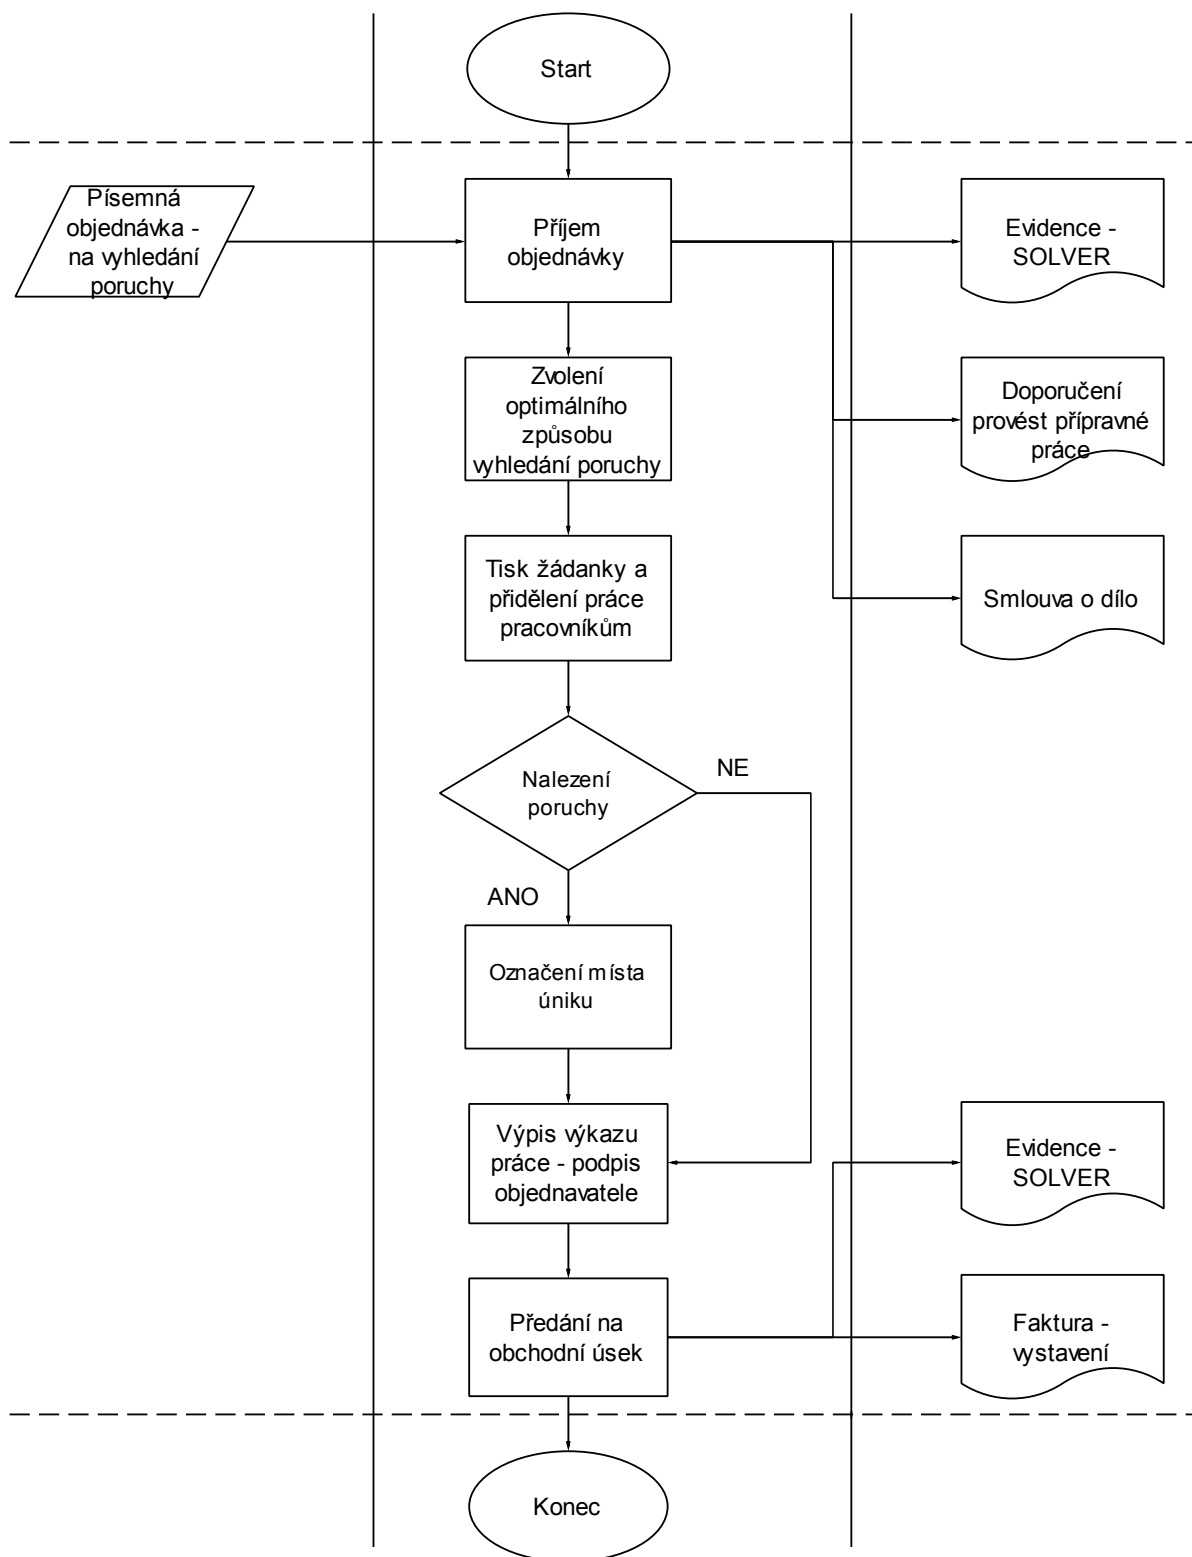 Start
Písemná
objednávka -
na vyhledání
poruchy
Příjem
objednávky
Evidence -
SOLVER
Zvolení
optimálního
způsobu
vyhledání poruchy
Doporučení
provést přípravné
práce
Tisk žádanky a
přidělení práce
pracovníkům
Smlouva o dílo
Nalezení
poruchy
NE
ANO
Označení místa
úniku
Výpis výkazu
práce - podpis
objednavatele
Evidence -
SOLVER
Předání na
obchodní úsek
Faktura -
vystavení
Konec